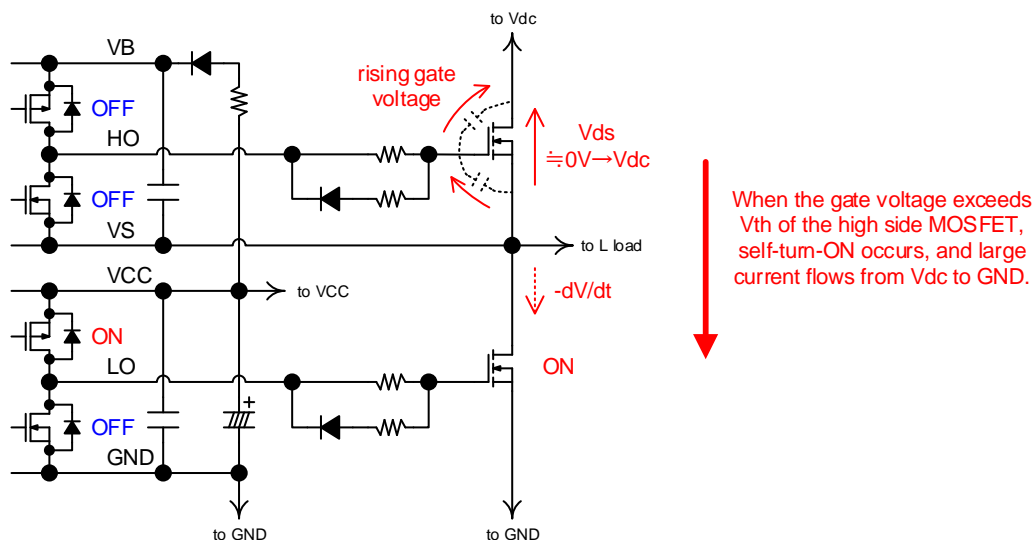 to Vdc
VB
rising gate
voltage
OFF
HO
Vds
≒0V→Vdc
OFF
VS
When the gate voltage exceeds
Vth of the high side MOSFET,
self-turn-ON occurs, and large
current flows from Vdc to GND.
to L load
VCC
to VCC
-dV/dt
ON
LO
ON
+
OFF
GND
to GND
to GND